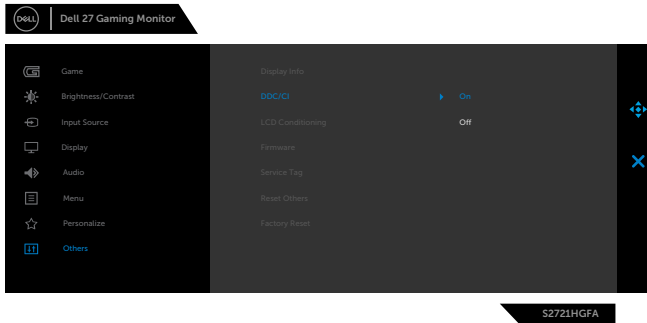 DELL
Dell 27 Gaming Monitor
Game
Display Info
Brightness/Contrast
DDC/CI
On
Input Source
LCD Conditioning
Off
Display
Firmware
Audio
Service Tag
Menu
Reset Others
Personalize
Factory Reset
Others
S2721HGFA